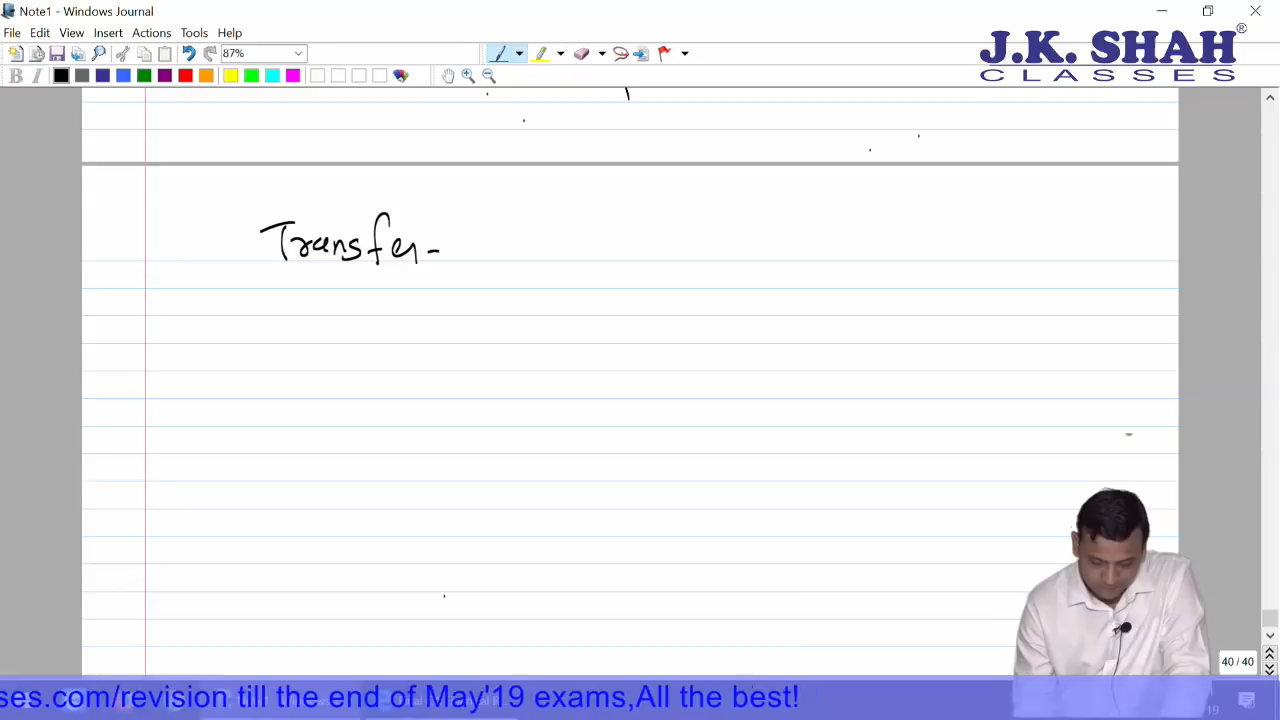 Note1 - Windows Journal
File Edit View Insert Actions Tools Help
87%
B I
J.K. SHAH®
CLASSES
Transfer -
40 / 40
ses.com/revision till the end of May'19 exams,All the best!
19